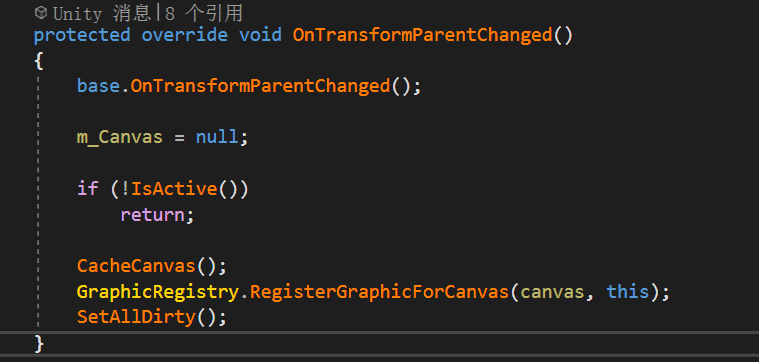 Unity 消息|8 个引用
protected override void OnTransformParentChanged()
{
base.OnTransformParentChanged();
m_Canvas = null;
if (!IsActive())
return;
CacheCanvas();
GraphicRegistry.RegisterGraphicForCanvas(canvas, this);
SetAllDirty();
}